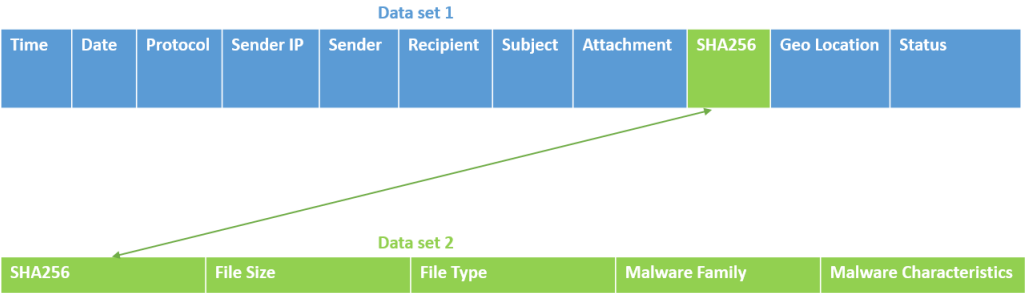 Data set 1
Time Date Protocol Sender IP Sender Recipient Subject Attachment SHA256 Geo Location Status
Data set 2
SHA256 File Size File Type Malware Family Malware Characteristics